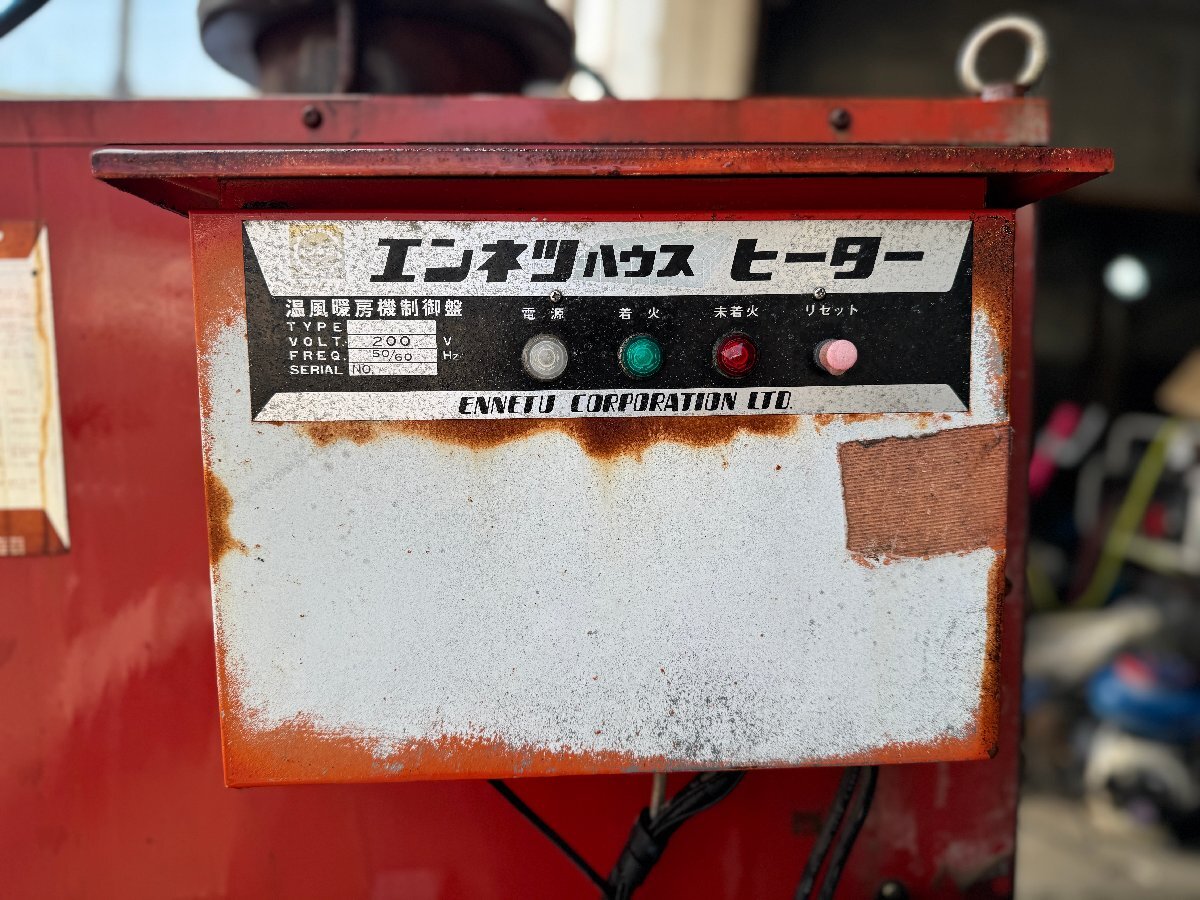 エンネツハウス ヒーター
温風暖房機制御盤
TYPE
VOLT. 200 V
FREQ. 50/60 Hz
SERIAL NO.
電源 着火 未着火 リセット
ENNETU CORPORATION LTD.